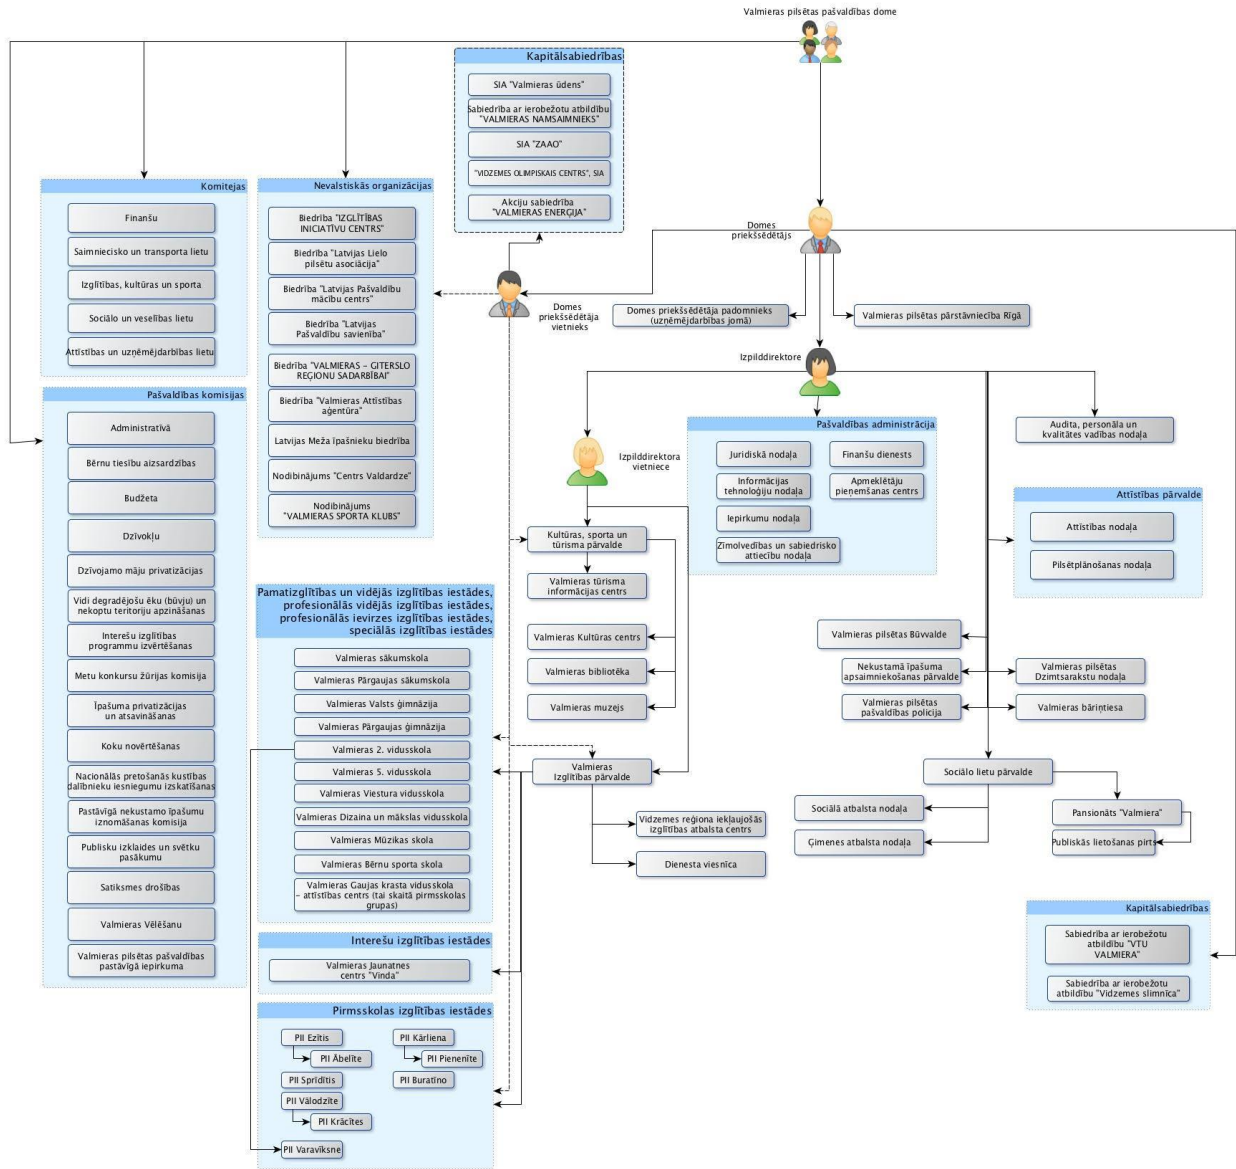 Valmieras pilsētas pašvaldības dome
Kapitālsabiedrības
SIA "Valmieras ūdens"
Sabiedrība ar ierobežotu atbildību
"VALMIERAS NAMSAIMNIEKS"
SIA "ZAAO"
"VIDZEMES OLIMPISKAIS CENTRS", SIA
Akciju sabiedrība
"VALMIERAS ENERĢIJA"
Komitejas
Finanšu
Saimniecisko un transporta lietu
Izglītības, kultūras un sporta
Sociālo un veselības lietu
Attīstības un uzņēmējdarbības lietu
Nevalstiskās organizācijas
Biedrība "IZGLĪTĪBAS
INICIATĪVU CENTRS"
Biedrība "Latvijas Lielo
pilsētu asociācija"
Biedrība "Latvijas Pašvaldību
mācību centrs"
Biedrība "Latvijas
Pašvaldību savienība"
Biedrība "VALMIERAS – GITERSLO
REĢIONU SADARBĪBAI"
Biedrība "Valmieras Attīstības
aģentūra"
Latvijas Meža īpašnieku biedrība
Nodibinājums "Centrs Valdardze"
Nodibinājums
"VALMIERAS SPORTA KLUBS"
Domes
priekšsēdētājs
Domes
priekšsēdētāja
vietnieks
Domes priekšsēdētāja padomnieks
(uzņēmējdarbības jomā)
Valmieras pilsētas pārstāvniecība Rīgā
Izpilddirektore
Pašvaldības komisijas
Administratīvā
Bērnu tiesību aizsardzības
Budžeta
Dzīvokļu
Dzīvojamo māju privatizācijas
Vidi degradējošu ēku (būvju) un
nekoptu teritoriju apzināšanas
Interešu izglītības
programmu izvērtēšanas
Metu konkursu žūrijas komisija
Īpašuma privatizācijas
un atsavināšanas
Koku novērtēšanas
Nacionālās pretošanās kustības
dalībnieku iesniegumu izskatīšanas
Pastāvīgā nekustamo īpašumu
iznomāšanas komisija
Publisku izklaides un svētku
pasākumu
Satiksmes drošības
Valmieras Vēlēšanu
Valmieras pilsētas pašvaldības
pastāvīgā iepirkuma
Izpilddirektora
vietniece
Pašvaldības administrācija
Juridiskā nodaļa
Finanšu dienests
Informācijas
tehnoloģiju nodaļa
Apmeklētāju
pieņemšanas centrs
Iepirkumu nodaļa
Zīmolvedības un sabiedrisko
attiecību nodaļa
Audita, personāla un
kvalitātes vadības nodaļa
Attīstības pārvalde
Attīstības nodaļa
Pilsētplānošanas nodaļa
Kultūras, sporta un
tūrisma pārvalde
Valmieras tūrisma
informācijas centrs
Valmieras Kultūras centrs
Valmieras bibliotēka
Valmieras muzejs
Valmieras
Izglītības pārvalde
Vidzemes reģiona iekļaujošās
izglītības atbalsta centrs
Dienesta viesnīca
Valmieras pilsētas Būvvalde
Nekustamā īpašuma
apsaimniekošanas pārvalde
Valmieras pilsētas
Dzimtsarakstu nodaļa
Valmieras pilsētas
pašvaldības policija
Valmieras bāriņtiesa
Sociālo lietu pārvalde
Sociālā atbalsta nodaļa
Ģimenes atbalsta nodaļa
Pansionāts "Valmiera"
Publiskās lietošanas pirts
Pamatizglītības un vidējās izglītības iestādes,
profesionālās vidējās izglītības iestādes,
profesionālās ievirzes izglītības iestādes,
speciālās izglītības iestādes
Valmieras sākumskola
Valmieras Pārgaujas sākumskola
Valmieras Valsts ģimnāzija
Valmieras Pārgaujas ģimnāzija
Valmieras 2. vidusskola
Valmieras 5. vidusskola
Valmieras Viestura vidusskola
Valmieras Dizaina un mākslas vidusskola
Valmieras Mūzikas skola
Valmieras Bērnu sporta skola
Valmieras Gaujas krasta vidusskola
– attīstības centrs (tai skaitā pirmsskolas
grupas)
Interešu izglītības iestādes
Valmieras Jaunatnes
centrs "Vinda"
Pirmsskolas izglītības iestādes
PII Ezītis
PII Ābelīte
PII Sprīdītis
PII Vālodzīte
PII Krācītes
PII Varavīksne
PII Kārliena
PII Pienenīte
PII Buratīno
Kapitālsabiedrības
Sabiedrība ar ierobežotu
atbildību "VTU
VALMIERA"
Sabiedrība ar ierobežotu
atbildību "Vidzemes slimnīca"